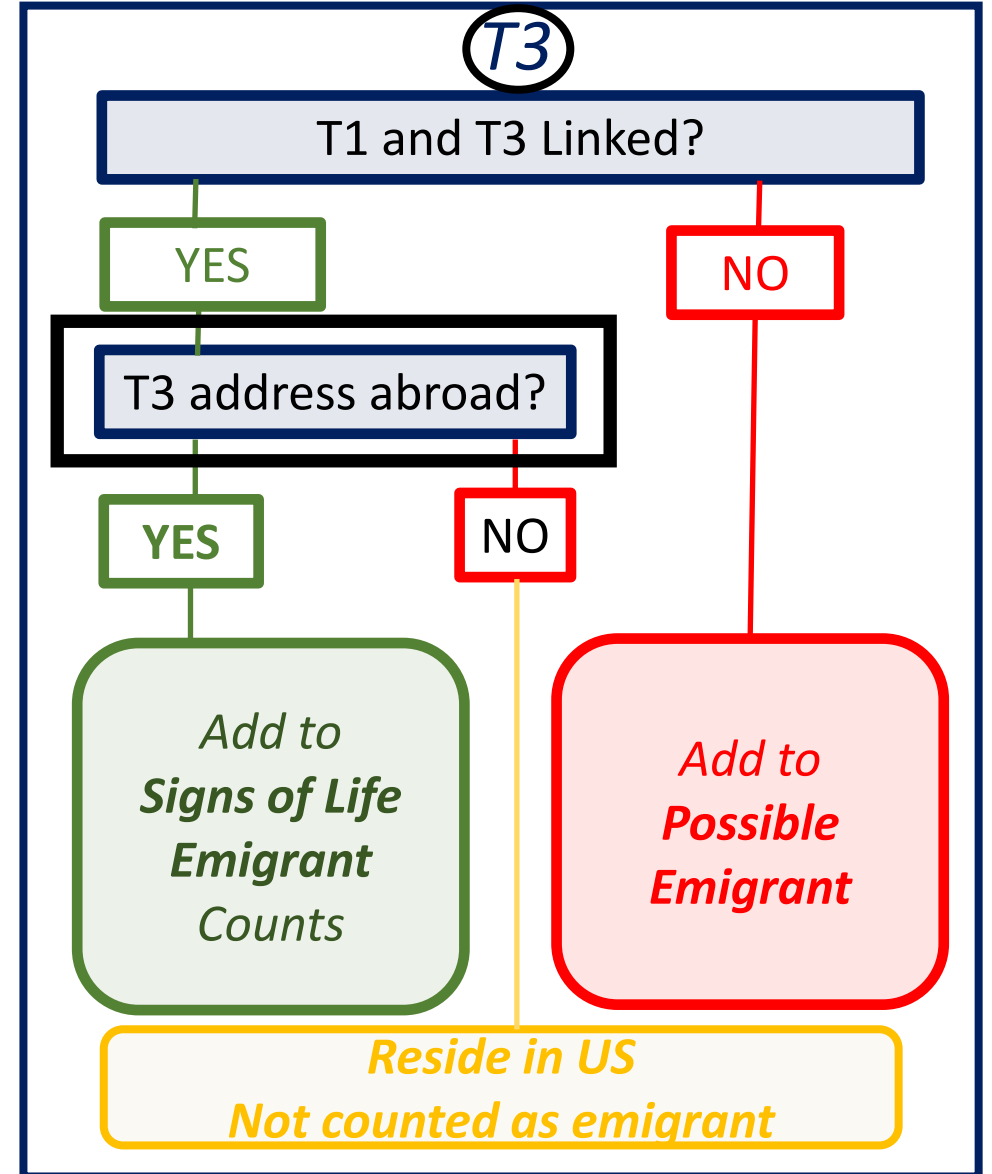 T3
T1 and T3 Linked?
YES
NO
T3 address abroad?
YES
NO
Add to
Signs of Life
Emigrant
Counts
Add to
Possible
Emigrant
Reside in US
Not counted as emigrant